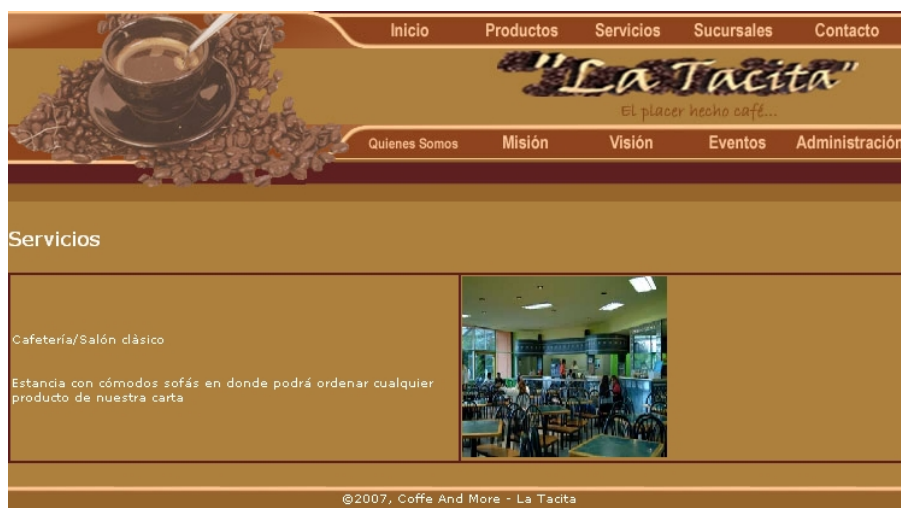 Inicio Productos Servicios Sucursales Contacto
"La Tacita"
El placer hecho café...
Quienes Somos Misión Visión Eventos Administración
Servicios
Cafetería/Salón clàsico
Estancia con cómodos sofás en donde podrá ordenar cualquier
producto de nuestra carta
©2007, Coffe And More - La Tacita